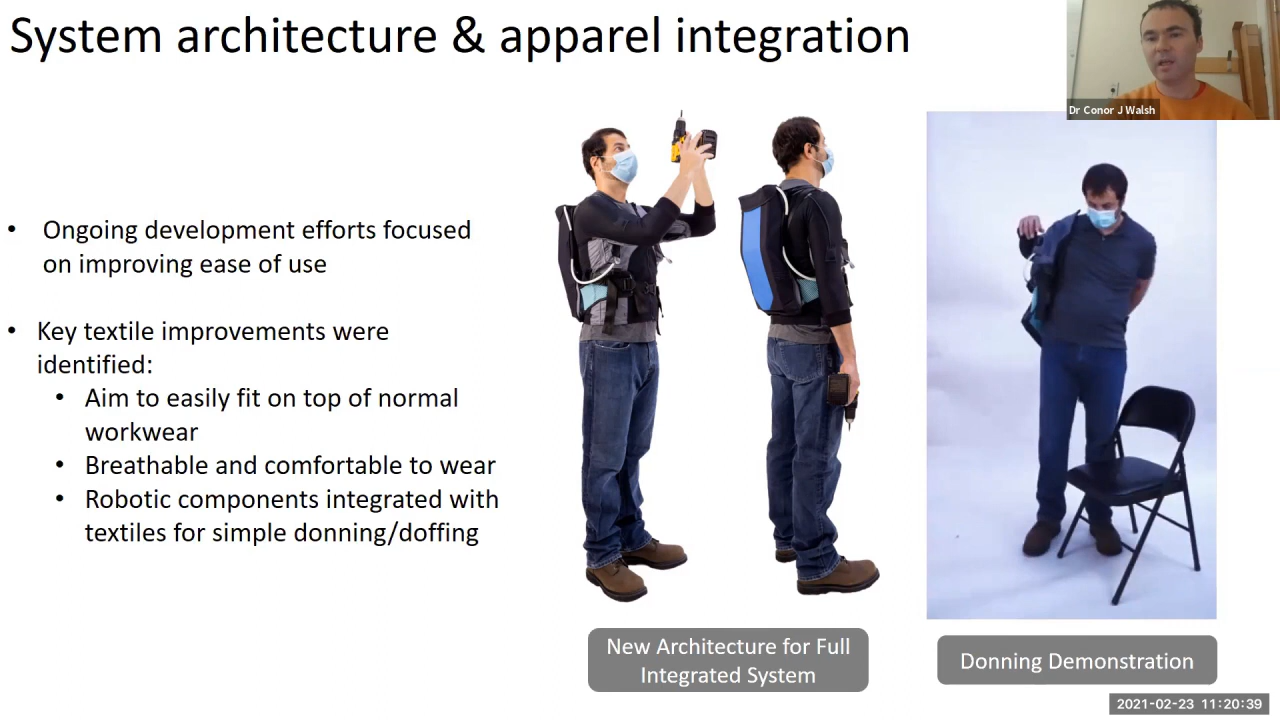 System architecture & apparel integration
Dr Conor J Walsh
• Ongoing development efforts focused
on improving ease of use
• Key textile improvements were
identified:
• Aim to easily fit on top of normal
workwear
• Breathable and comfortable to wear
• Robotic components integrated with
textiles for simple donning/doffing
New Architecture for Full
Integrated System
Donning Demonstration
2021-02-23 11:20:39